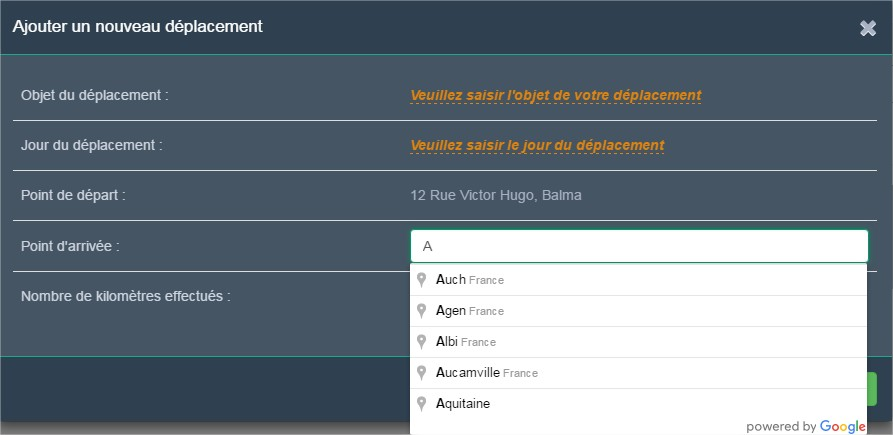 Ajouter un nouveau déplacement
Objet du déplacement : Veuillez saisir l'objet de votre déplacement
Jour du déplacement : Veuillez saisir le jour du déplacement
Point de départ : 12 Rue Victor Hugo, Balma
Point d'arrivée : A
Auch France
Agen France
Nombre de kilomètres effectués :
Albi France
Aucamville France
Aquitaine
powered by Google